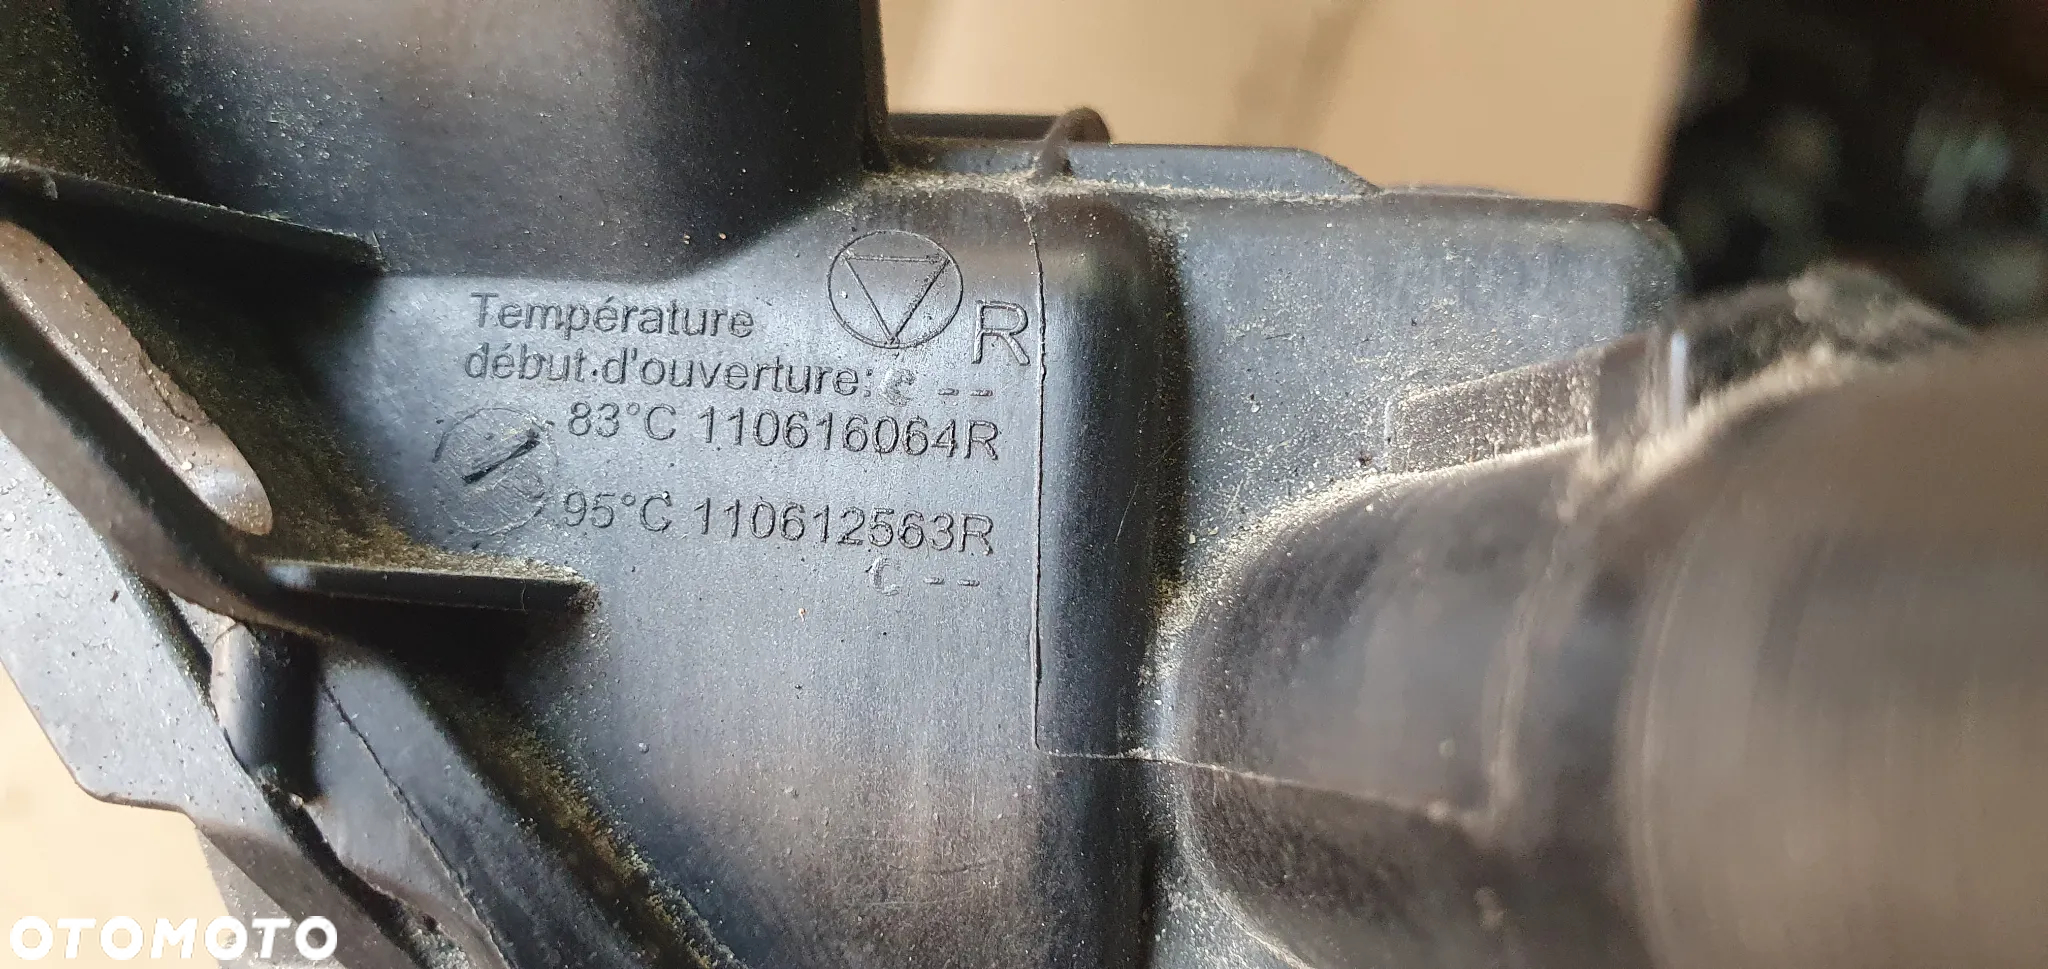 Température
R
début d'ouverture: C --
83°C 110616064R
95°C 110612563R
C --
OTOMOTO